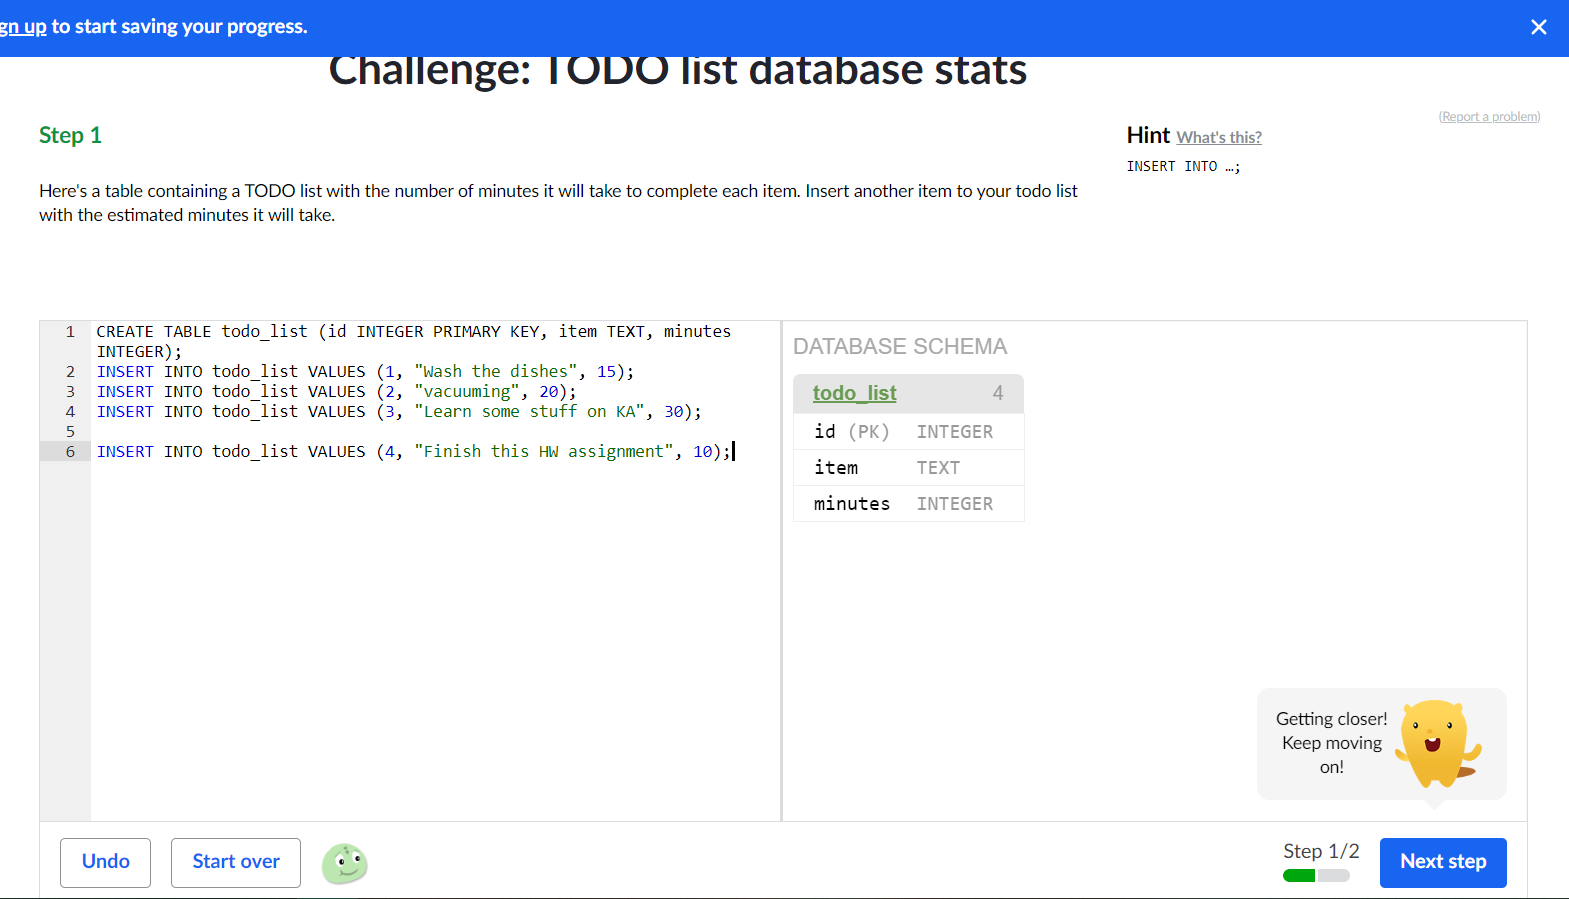 gn up to start saving your progress.
Challenge: TODO list database stats
(Report a problem)
Step 1
Hint What's this?
INSERT INTO …;
Here's a table containing a TODO list with the number of minutes it will take to complete each item. Insert another item to your todo list
with the estimated minutes it will take.
1 CREATE TABLE todo_list (id INTEGER PRIMARY KEY, item TEXT, minutes
INTEGER);
2 INSERT INTO todo_list VALUES (1, "Wash the dishes", 15);
3 INSERT INTO todo_list VALUES (2, "vacuuming", 20);
4 INSERT INTO todo_list VALUES (3, "Learn some stuff on KA", 30);
5
6 INSERT INTO todo_list VALUES (4, "Finish this HW assignment", 10);
DATABASE SCHEMA
todo_list 4
id (PK) INTEGER
item TEXT
minutes INTEGER
Getting closer!
Keep moving
on!
Undo
Start over
Step 1/2
Next step